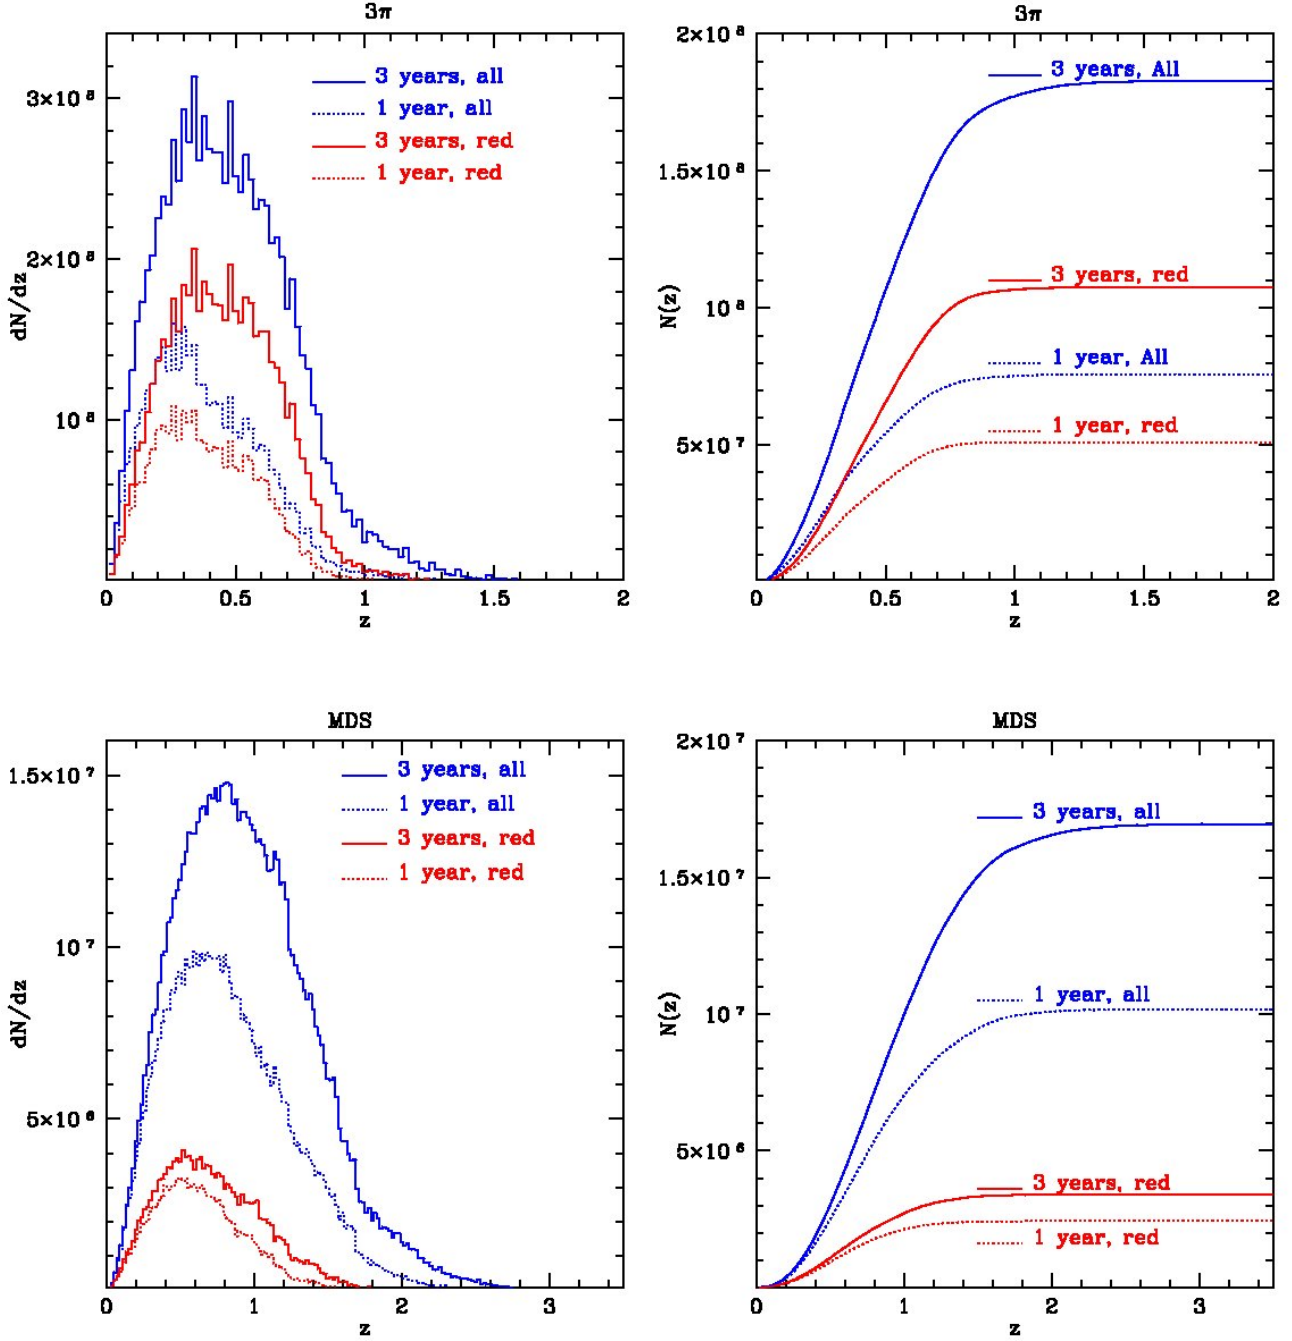 3π
dN/dz
3×10⁸
2×10⁸
10⁸
3 years, all
1 year, all
3 years, red
1 year, red
0 0.5 1 1.5 2
z
3π
N(z)
2×10⁸
1.5×10⁸
10⁸
5×10⁷
3 years, All
3 years, red
1 year, All
1 year, red
0 0.5 1 1.5 2
z
MDS
dN/dz
1.5×10⁷
10⁷
5×10⁶
3 years, all
1 year, all
3 years, red
1 year, red
0 1 2 3
z
MDS
N(z)
2×10⁷
1.5×10⁷
10⁷
5×10⁶
3 years, all
1 year, all
3 years, red
1 year, red
0 1 2 3
z